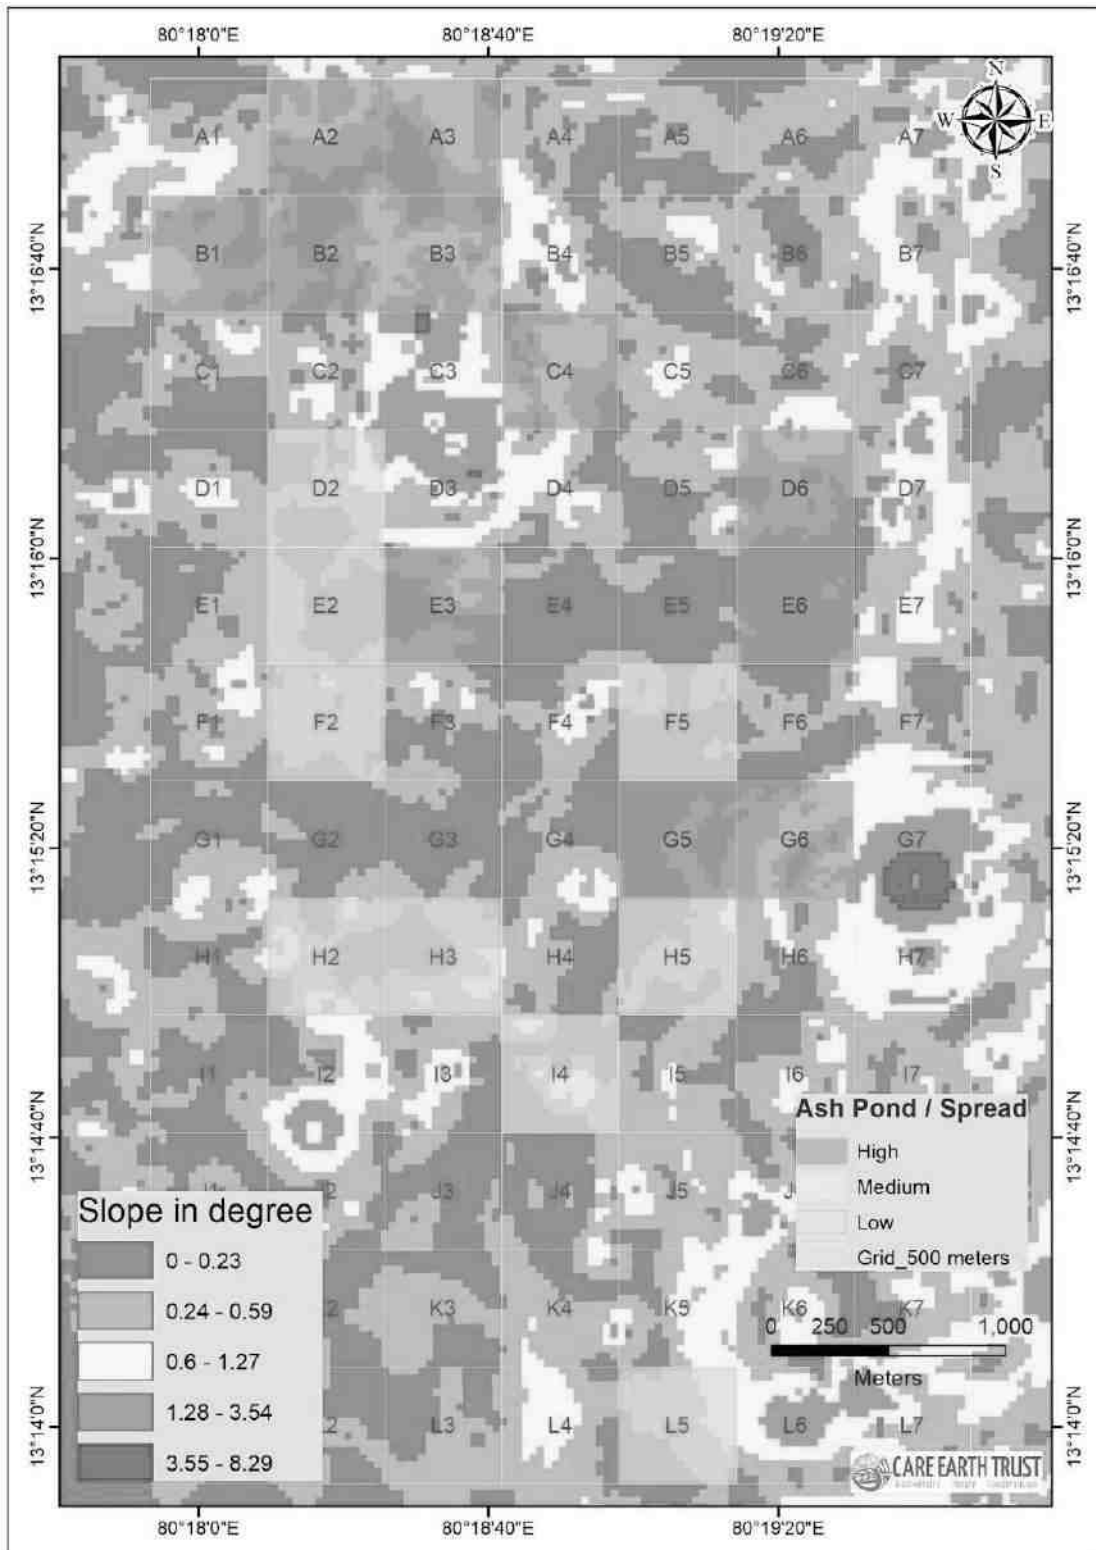 80°18'0"E 80°18'40"E 80°19'20"E
N
W E
S
A1 A2 A3 A4 A5 A6 A7
13°16'40"N 13°16'40"N
B1 B2 B3 B4 B5 B6 B7
C1 C2 C3 C4 C5 C6 C7
D1 D2 D3 D4 D5 D6 D7
13°16'0"N 13°16'0"N
E1 E2 E3 E4 E5 E6 E7
F1 F2 F3 F4 F5 F6 F7
13°15'20"N 13°15'20"N
G1 G2 G3 G4 G5 G6 G7
H1 H2 H3 H4 H5 H6 H7
I1 I2 I3 I4 I5 I6 I7
13°14'40"N 13°14'40"N
Ash Pond / Spread
High
Medium
Low
Grid_500 meters
J3 J4 J5
Slope in degree
0 - 0.23
0.24 - 0.59
0.6 - 1.27
1.28 - 3.54
3.55 - 8.29
K3 K4 K5 K6 K7
0 250 500 1,000
Meters
13°14'0"N 13°14'0"N
L3 L4 L5 L6 L7
CARE EARTH TRUST
80°18'0"E 80°18'40"E 80°19'20"E